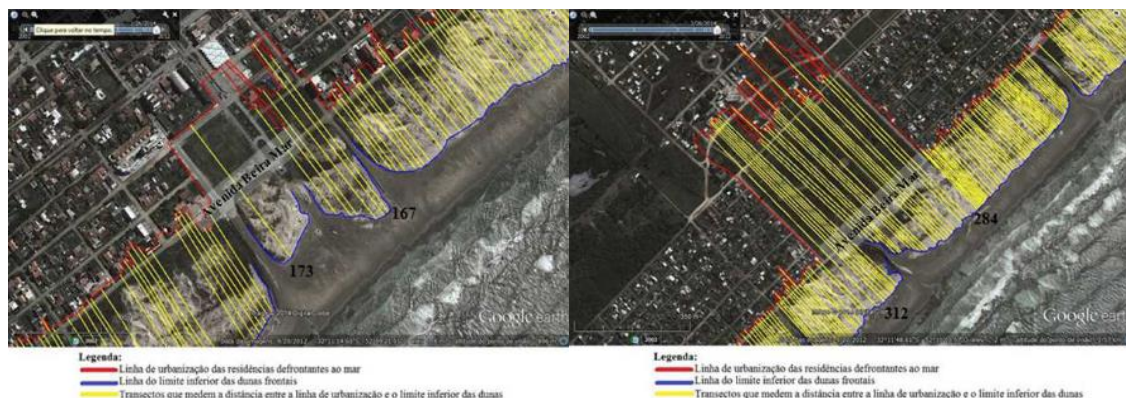 Clique para voltar no tempo
Avenida Beira Mar
167
173
Google earth
Avenida Beira Mar
284
312
Google earth
Legenda:
Linha de urbanização das residências defrontantes ao mar
Linha do limite inferior das dunas frontais
Transectos que medem a distância entre a linha de urbanização e o limite inferior das dunas
Legenda:
Linha de urbanização das residências defrontantes ao mar
Linha do limite inferior das dunas frontais
Transectos que medem a distância entre a linha de urbanização e o limite inferior das dunas